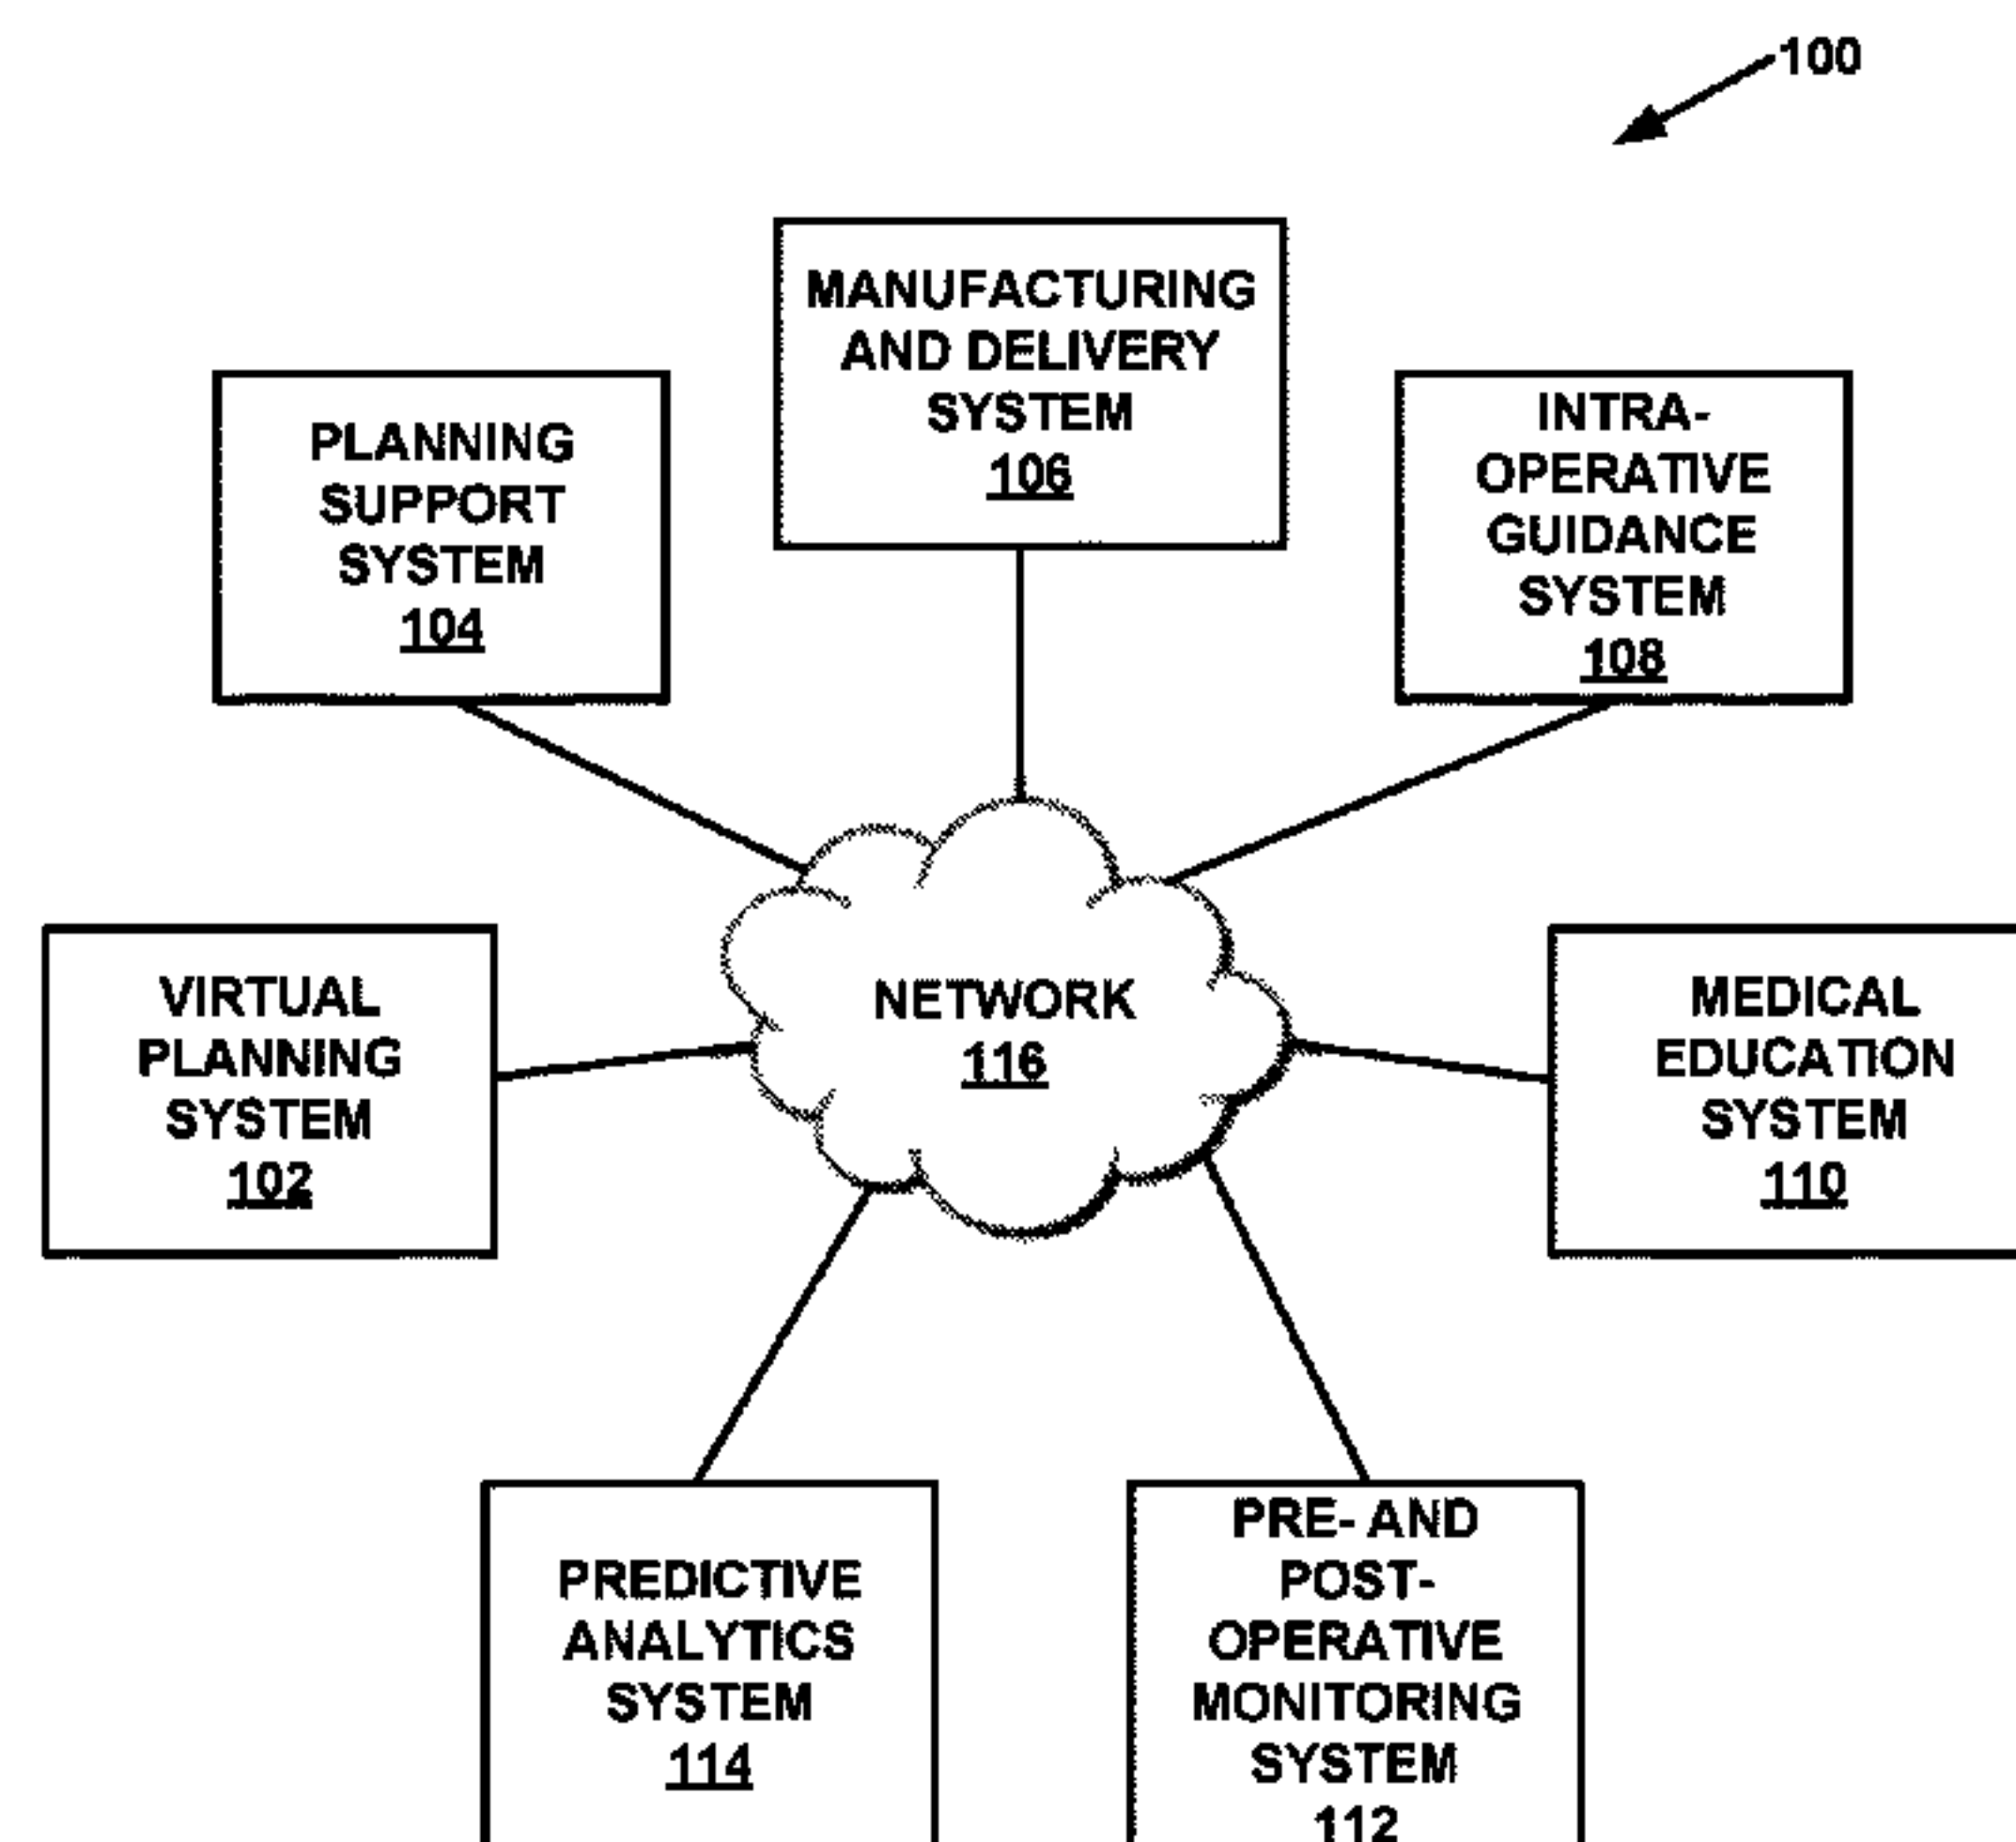 100
MANUFACTURING
AND DELIVERY
SYSTEM
106
PLANNING
SUPPORT
SYSTEM
104
INTRA-
OPERATIVE
GUIDANCE
SYSTEM
108
VIRTUAL
PLANNING
SYSTEM
102
NETWORK
116
MEDICAL
EDUCATION
SYSTEM
110
PREDICTIVE
ANALYTICS
SYSTEM
114
PRE- AND
POST-
OPERATIVE
MONITORING
SYSTEM
112